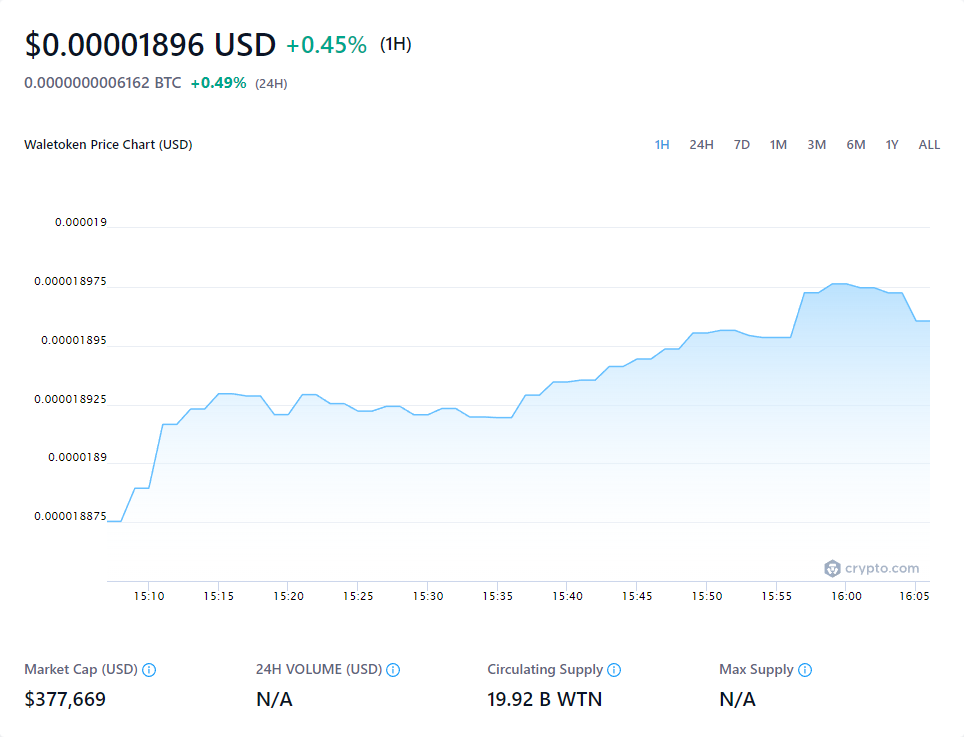 $0.00001896 USD +0.45% (1H)
0.0000000006162 BTC +0.49% (24H)
Waletoken Price Chart (USD) 1H 24H 7D 1M 3M 6M 1Y ALL
0.000019
0.000018975
0.00001895
0.000018925
0.0000189
0.000018875
crypto.com
15:10 15:15 15:20 15:25 15:30 15:35 15:40 15:45 15:50 15:55 16:00 16:05
Market Cap (USD) 24H VOLUME (USD) Circulating Supply Max Supply
$377,669 N/A 19.92 B WTN N/A